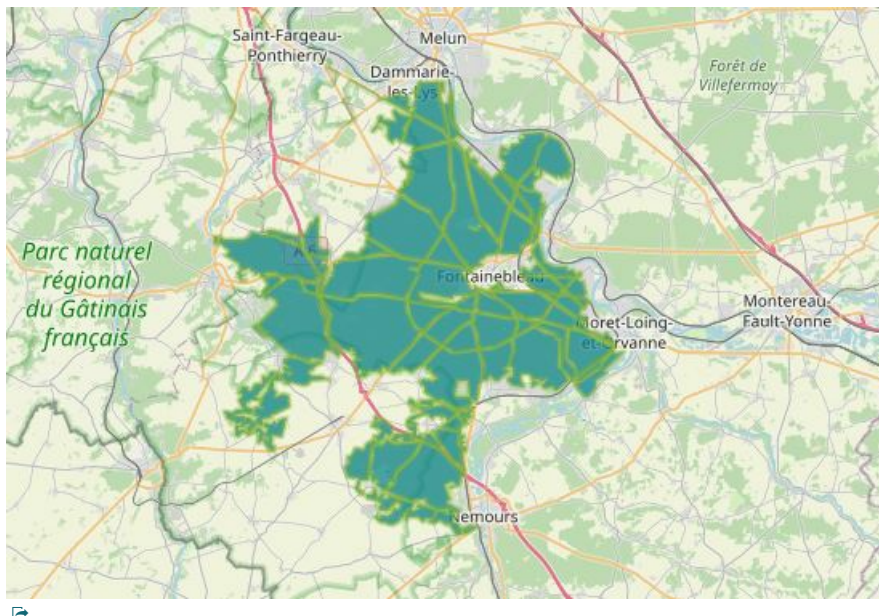 Saint-Fargeau-
Ponthierry
Melun
Dammarie-
les-Lys
Forêt de
Villefermoy
Parc naturel
régional
du Gâtinais
français
A 6
Fontainebleau
Montereau-
Fault-Yonne
Moret-Loing-
et-Orvanne
Nemours